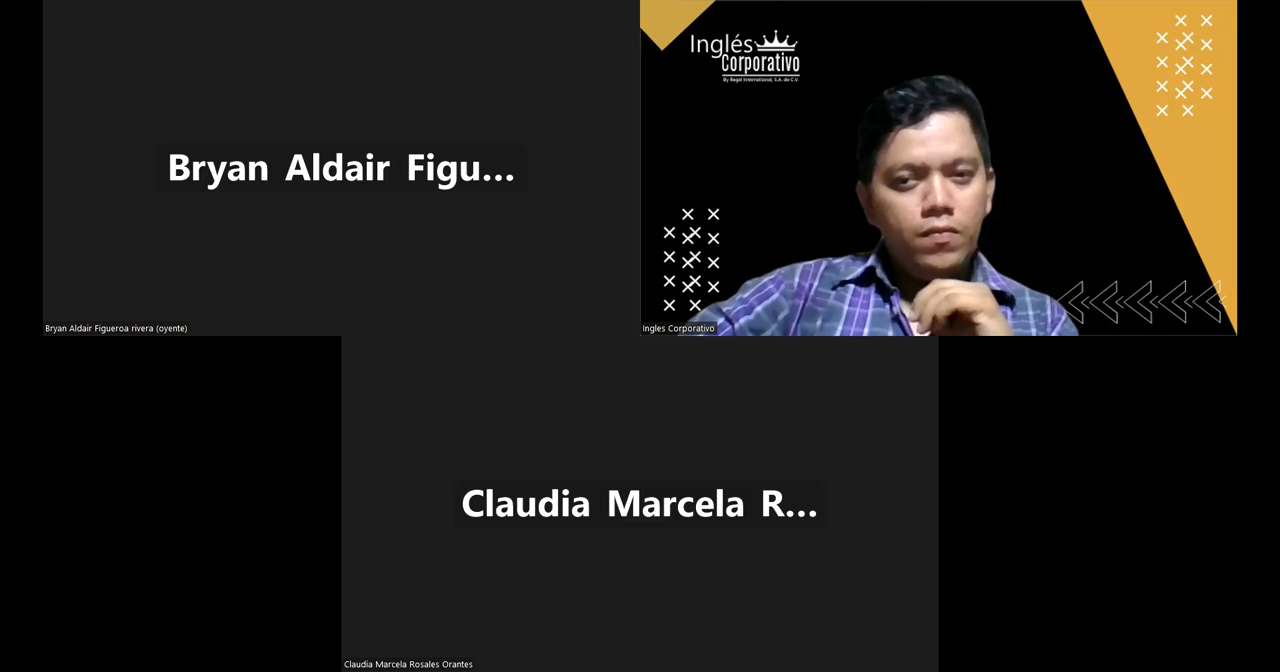 Bryan Aldair Figu...
Bryan Aldair Figueroa rivera (oyente)
Inglés
Corporativo
By Regal International, S.A. de C.V.
Ingles Corporativo
Claudia Marcela R...
Claudia Marcela Rosales Orantes